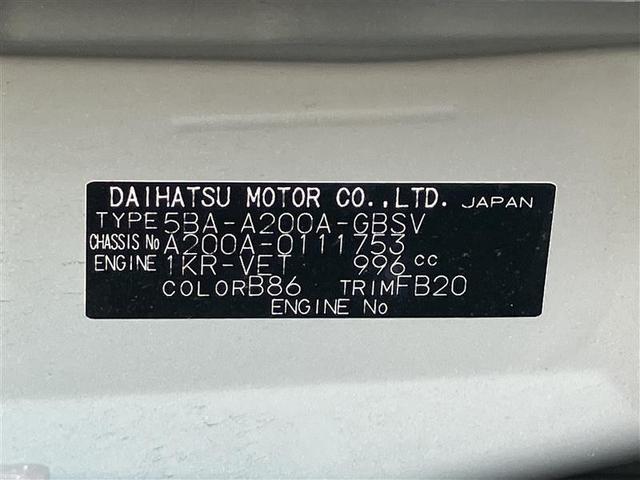 DAIHATSU MOTOR CO.,LTD. JAPAN
TYPE 5BA-A200A-GBSV
CHASSIS No A200A-0111753
ENGINE 1KR-VET 996 cc
COLOR B86 TRIM FB20
ENGINE No